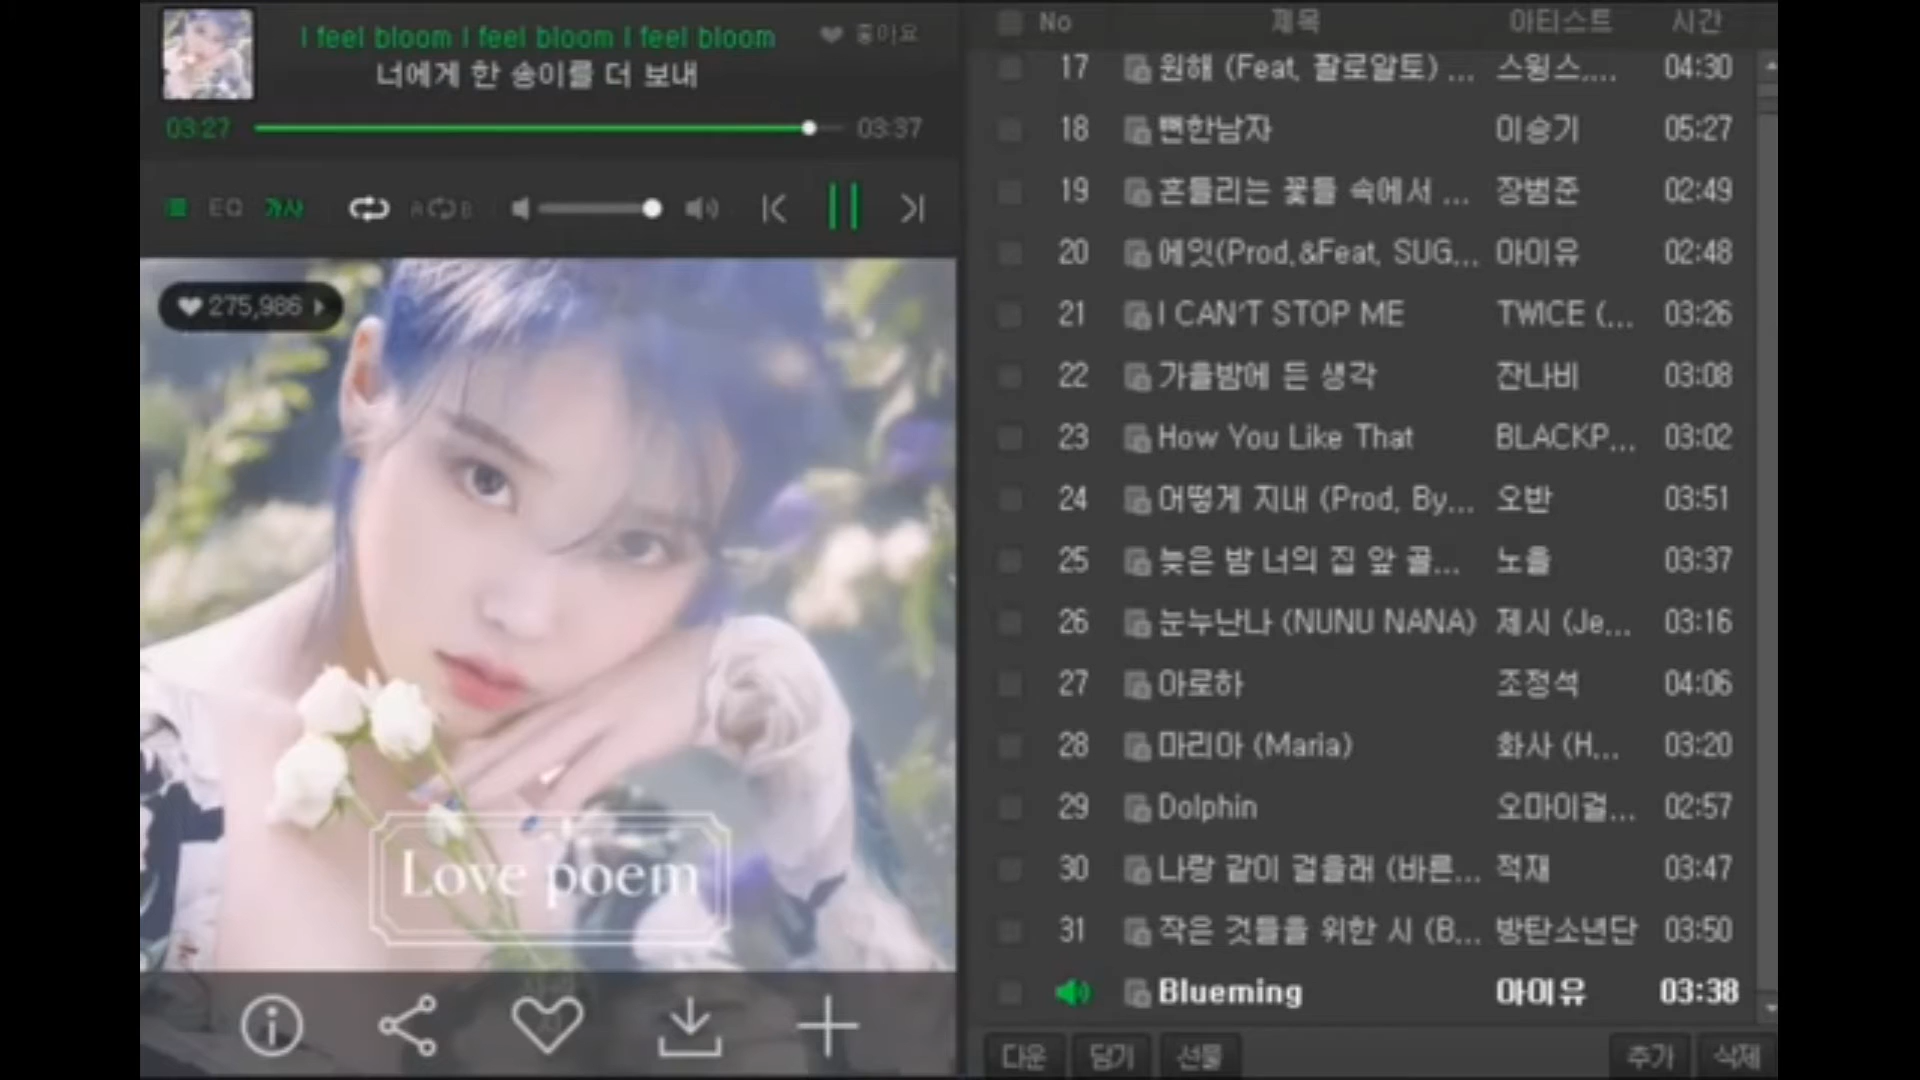 I feel bloom I feel bloom I feel bloom
너에게 한 송이를 더 보내
좋아요
03:27
03:37
EQ 가사 A B
275,986
Love poem
No 제목 아티스트 시간
17 원해 (Feat. 팔로알토) ... 스윙스,... 04:30
18 뻔한남자 이승기 05:27
19 흔들리는 꽃들 속에서 ... 장범준 02:49
20 에잇(Prod.&Feat. SUG... 아이유 02:48
21 I CAN'T STOP ME TWICE (... 03:26
22 가을밤에 든 생각 잔나비 03:08
23 How You Like That BLACKP... 03:02
24 어떻게 지내 (Prod. By... 오반 03:51
25 늦은 밤 너의 집 앞 골... 노을 03:37
26 눈누난나 (NUNU NANA) 제시 (Je... 03:16
27 아로하 조정석 04:06
28 마리아 (Maria) 화사 (H... 03:20
29 Dolphin 오마이걸... 02:57
30 나랑 같이 걸을래 (바른... 적재 03:47
31 작은 것들을 위한 시 (B... 방탄소년단 03:50
Blueming 아이유 03:38
다운 담기 선물 추가 삭제